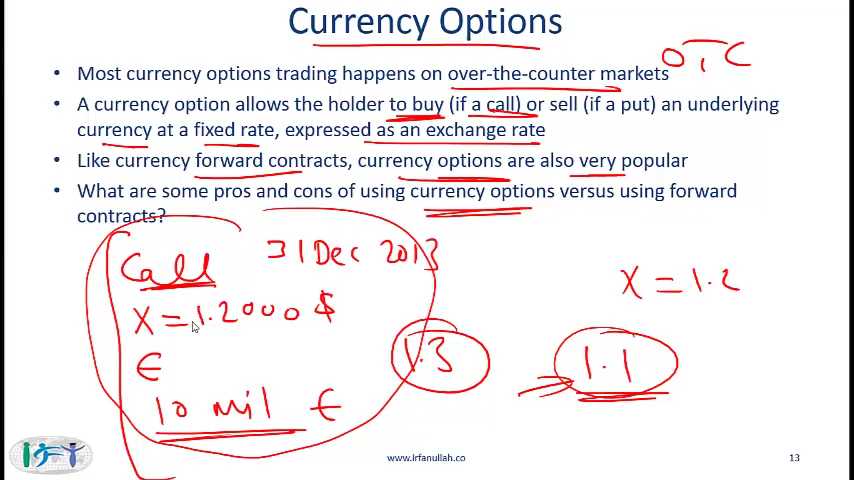 Currency Options
• Most currency options trading happens on over-the-counter markets
OTC
• A currency option allows the holder to buy (if a call) or sell (if a put) an underlying
currency at a fixed rate, expressed as an exchange rate
• Like currency forward contracts, currency options are also very popular
• What are some pros and cons of using currency options versus using forward
contracts?
Call 31 Dec 2013
X = 1.2000 $
X = 1.2
€
1.3
1.1
10 mil €
www.irfanullah.co
13